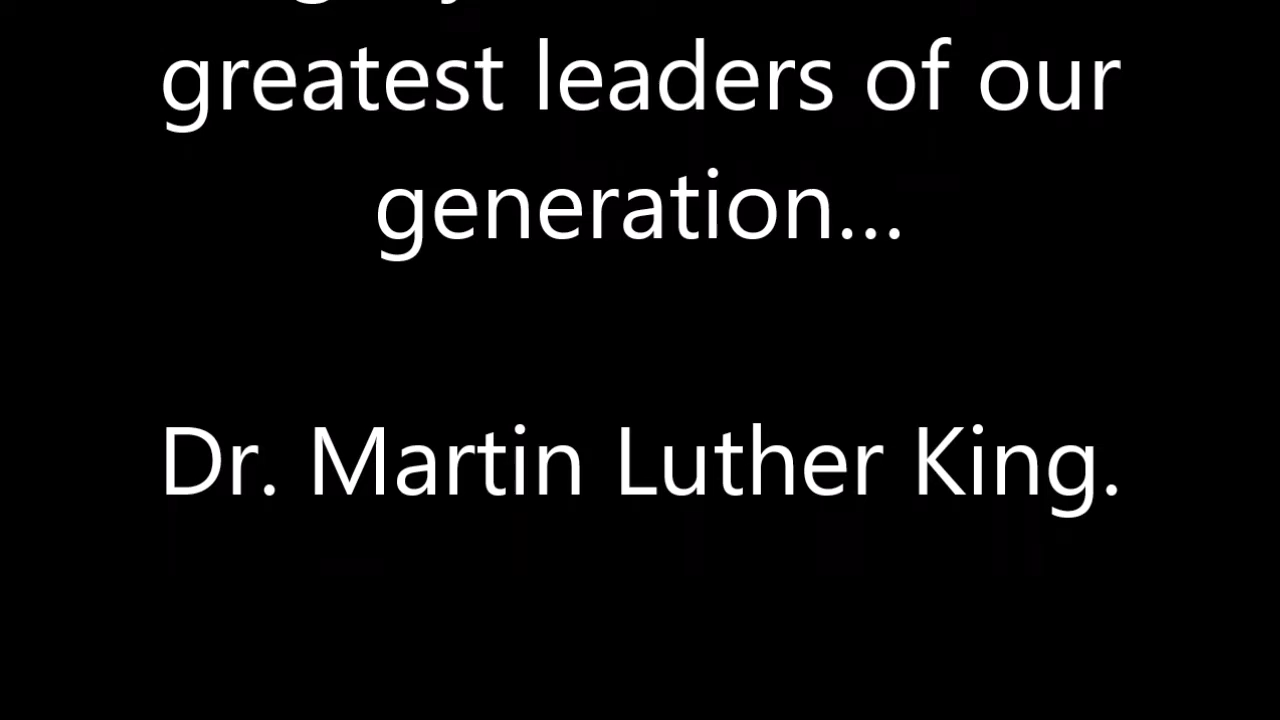 greatest leaders of our
generation...
Dr. Martin Luther King.